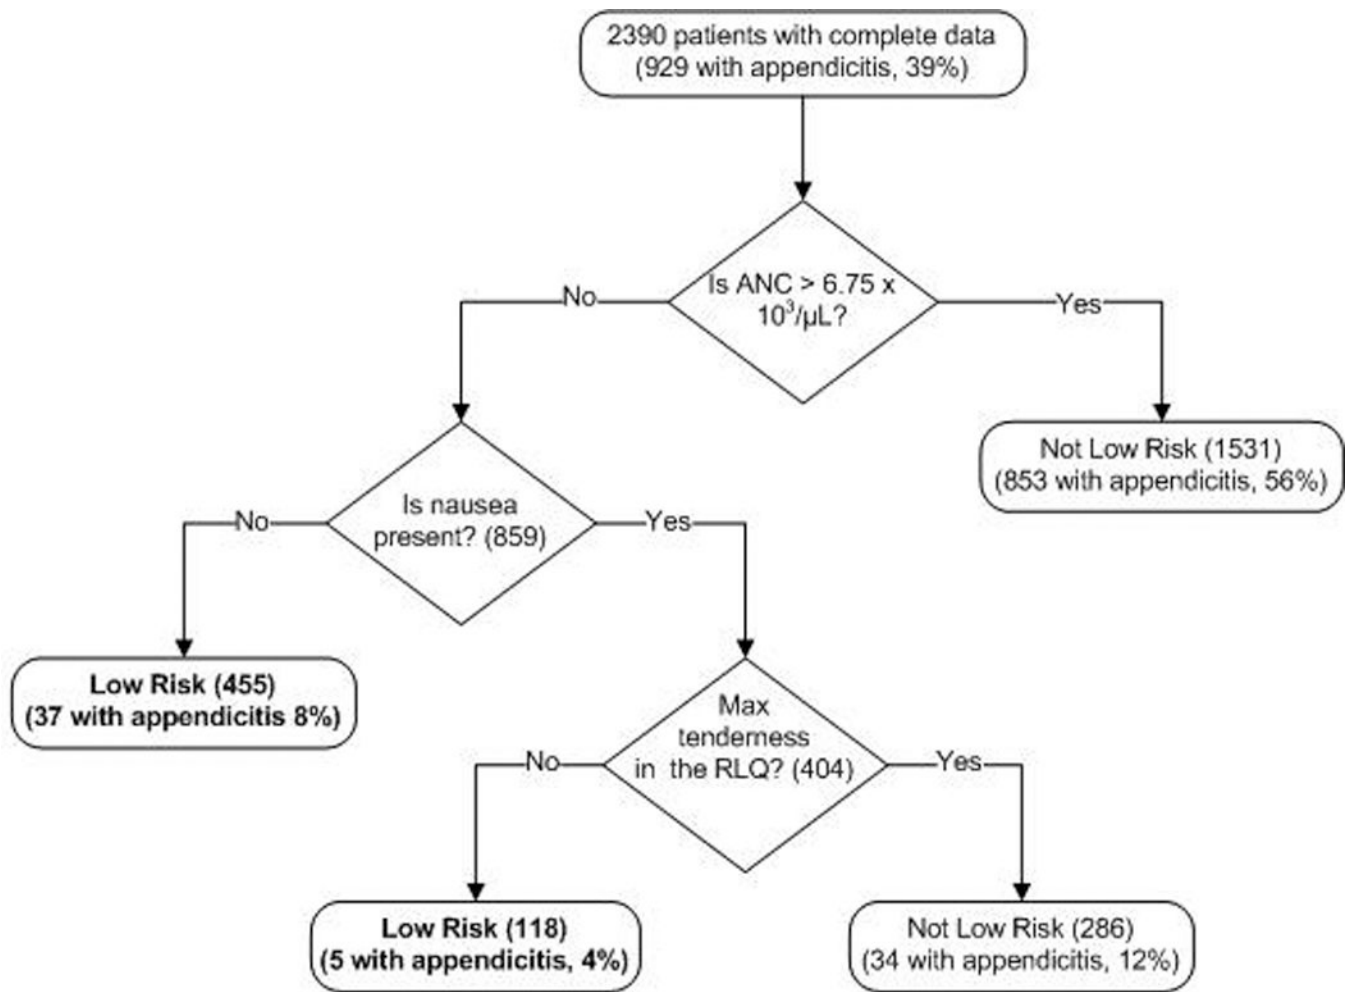 2390 patients with complete data
(929 with appendicitis, 39%)
Is ANC > 6.75 x
10³/µL?
No
Yes
Not Low Risk (1531)
(853 with appendicitis, 56%)
Is nausea
present? (859)
No
Yes
Low Risk (455)
(37 with appendicitis 8%)
Max
tenderness
in the RLQ? (404)
No
Yes
Low Risk (118)
(5 with appendicitis, 4%)
Not Low Risk (286)
(34 with appendicitis, 12%)